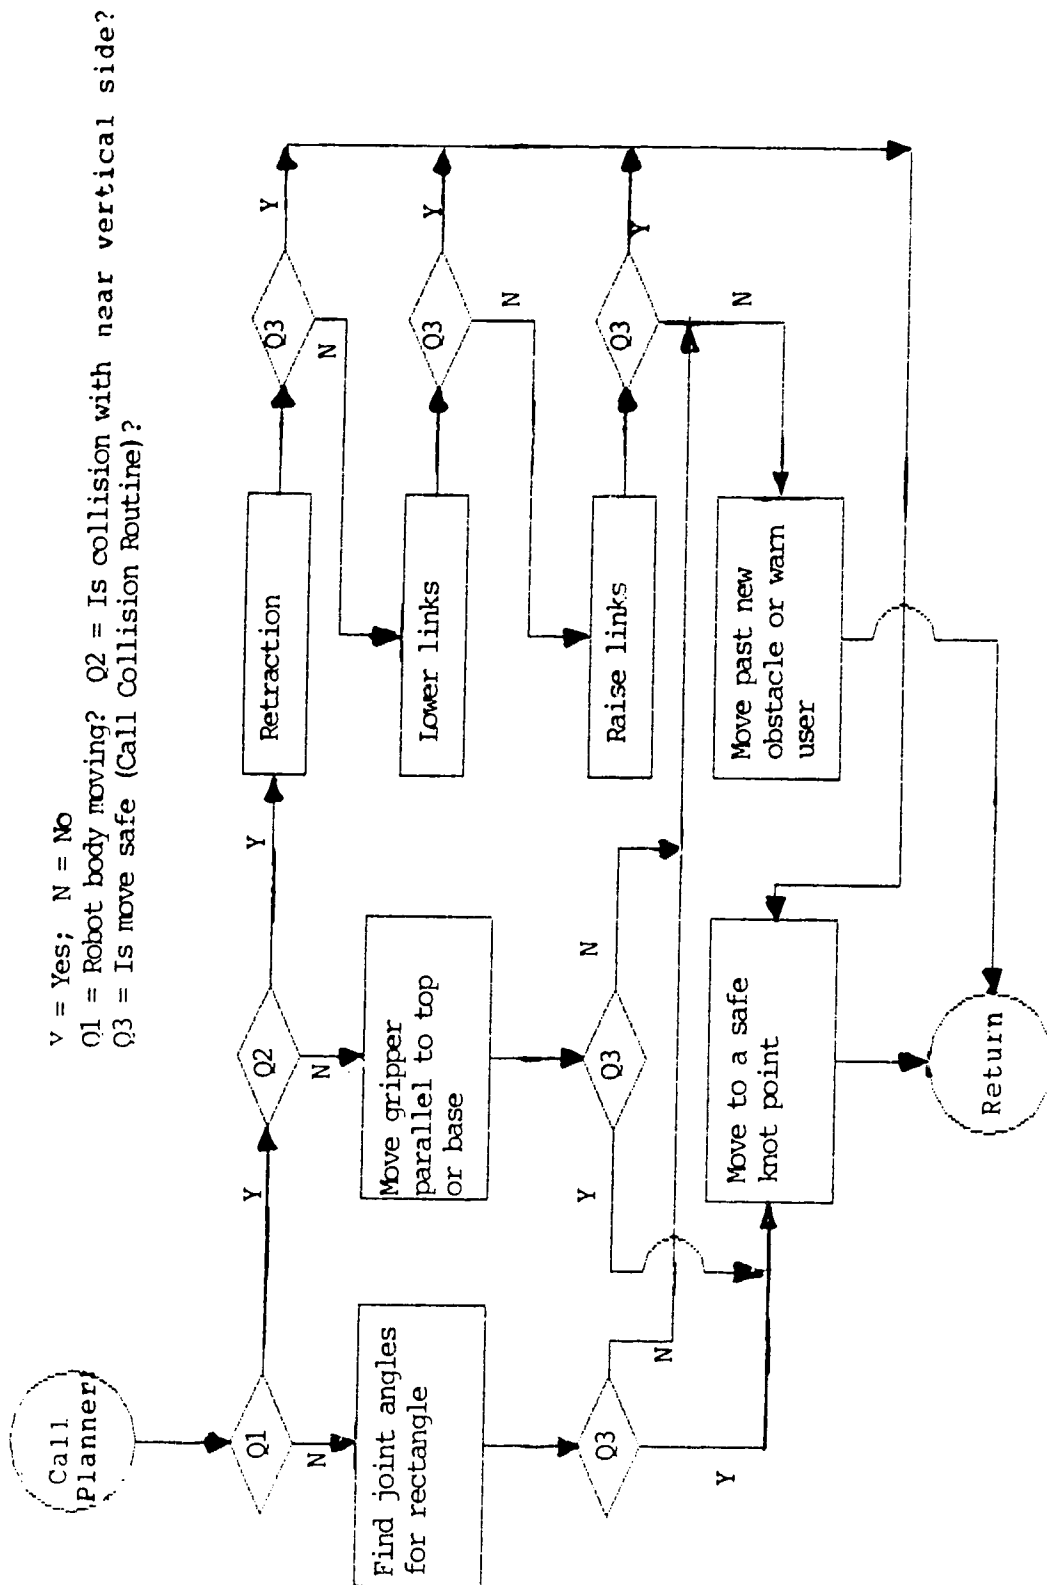 Y = Yes; N = No
Q1 = Robot body moving? Q2 = Is collision with near vertical side?
Q3 = Is move safe (Call Collision Routine)?
Call
Planner
Q1
Y
Q2
Y
Retraction
Q3
Y
N
N
N
Find joint angles
for rectangle
Move gripper
parallel to top
or base
Lower links
Q3
Y
N
Q3
N
Y
Q3
Y
N
Raise links
Q3
Y
N
Move to a safe
knot point
Move past new
obstacle or warn
user
Return